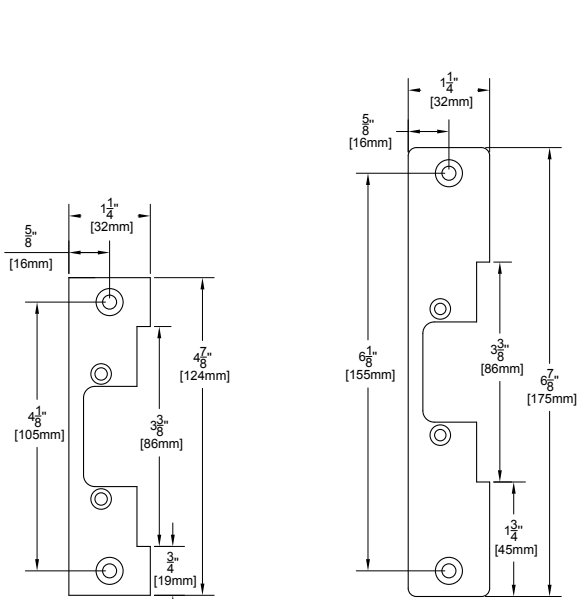 1 1/4"
[32mm]
5/8"
[16mm]
4 7/8"
[124mm]
4 1/8"
[105mm]
3 3/8"
[86mm]
3/4"
[19mm]
1 1/4"
[32mm]
5/8"
[16mm]
6 1/8"
[155mm]
3 3/8"
[86mm]
6 7/8"
[175mm]
1 3/4"
[45mm]